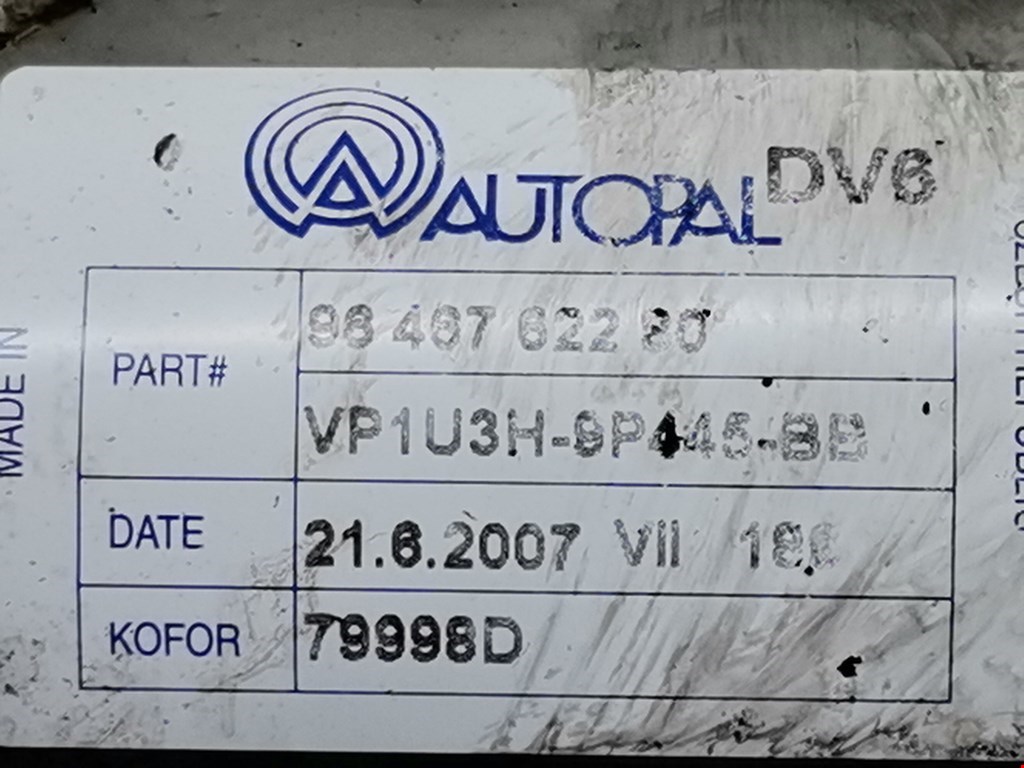 AUTOPAL DV6
MADE IN
PART#
96 467 622 80
VP1U3H-9P445-BB
DATE 21.6.2007 VII
KOFOR 79998D